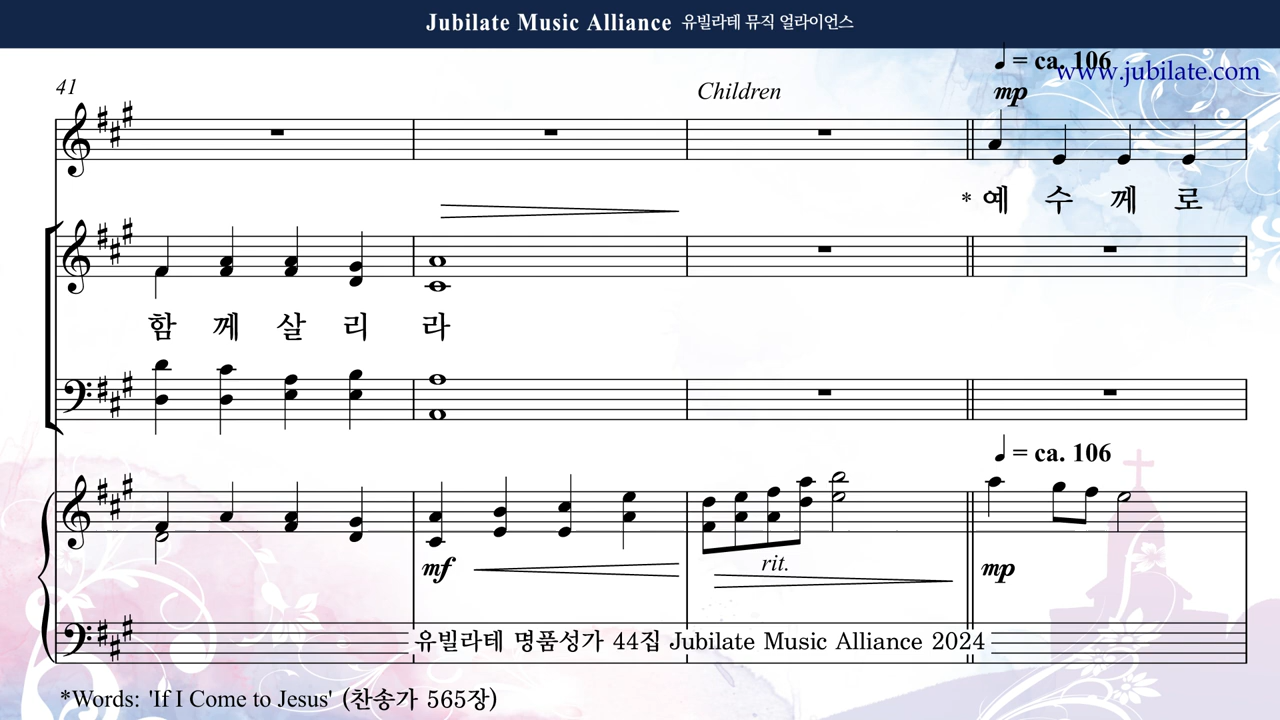 Jubilate Music Alliance 유빌라테 뮤직 얼라이언스
♩ = ca. 106
www.jubilate.com
41
Children
mp
* 예 수 께 로
함 께 살 리 라
♩ = ca. 106
mf
rit.
mp
유빌라테 명품성가 44집 Jubilate Music Alliance 2024
*Words: 'If I Come to Jesus' (찬송가 565장)